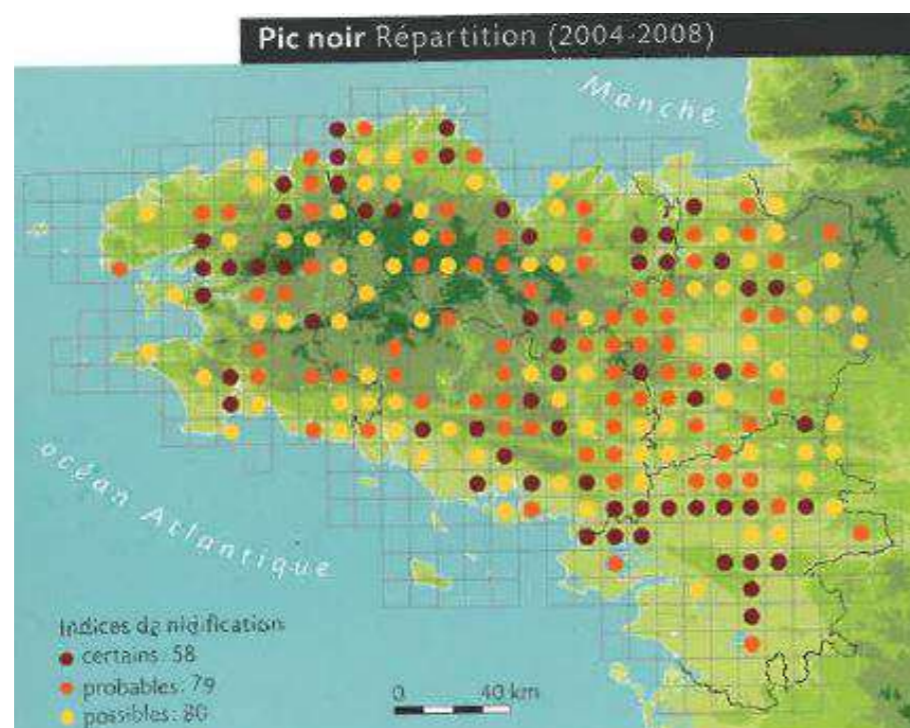 Pic noir Répartition (2004-2008)
Manche
océan Atlantique
Indices de nidification
certains: 58
probables: 79
possibles: 80
0 40 km